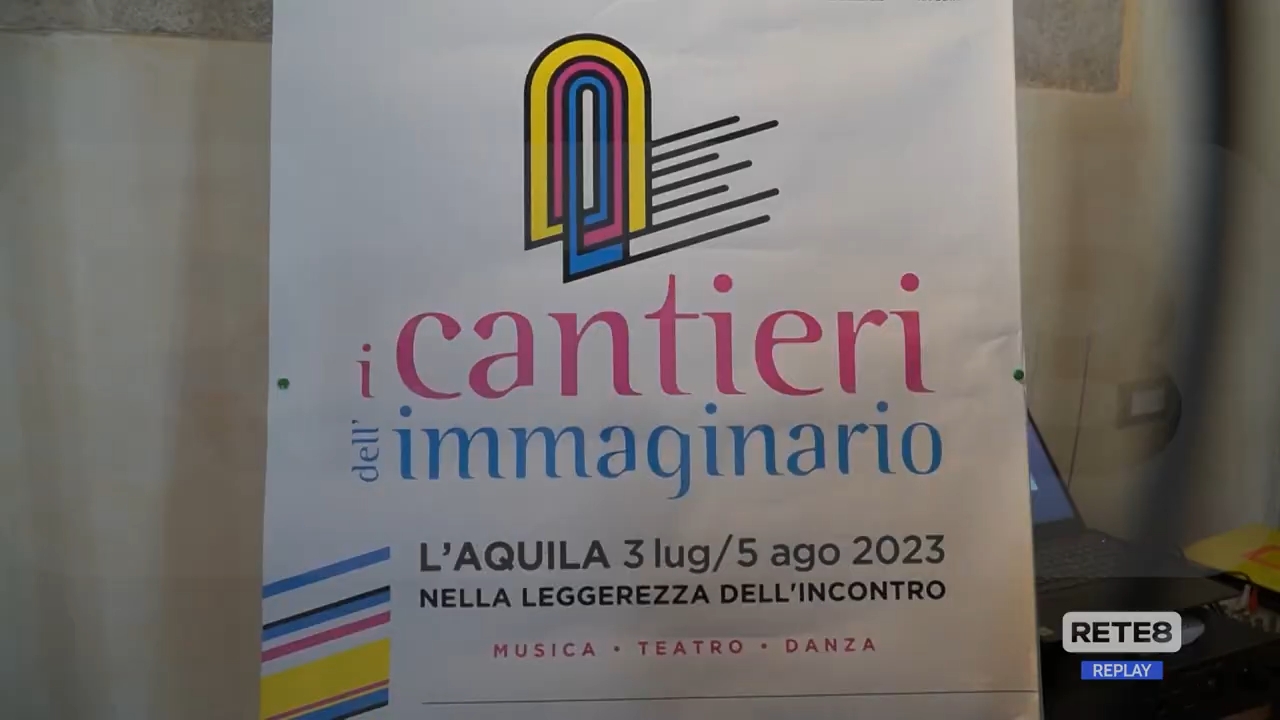 i cantieri
dell'immaginario
L'AQUILA 3 lug/5 ago 2023
NELLA LEGGEREZZA DELL'INCONTRO
MUSICA • TEATRO • DANZA
RETE8
REPLAY